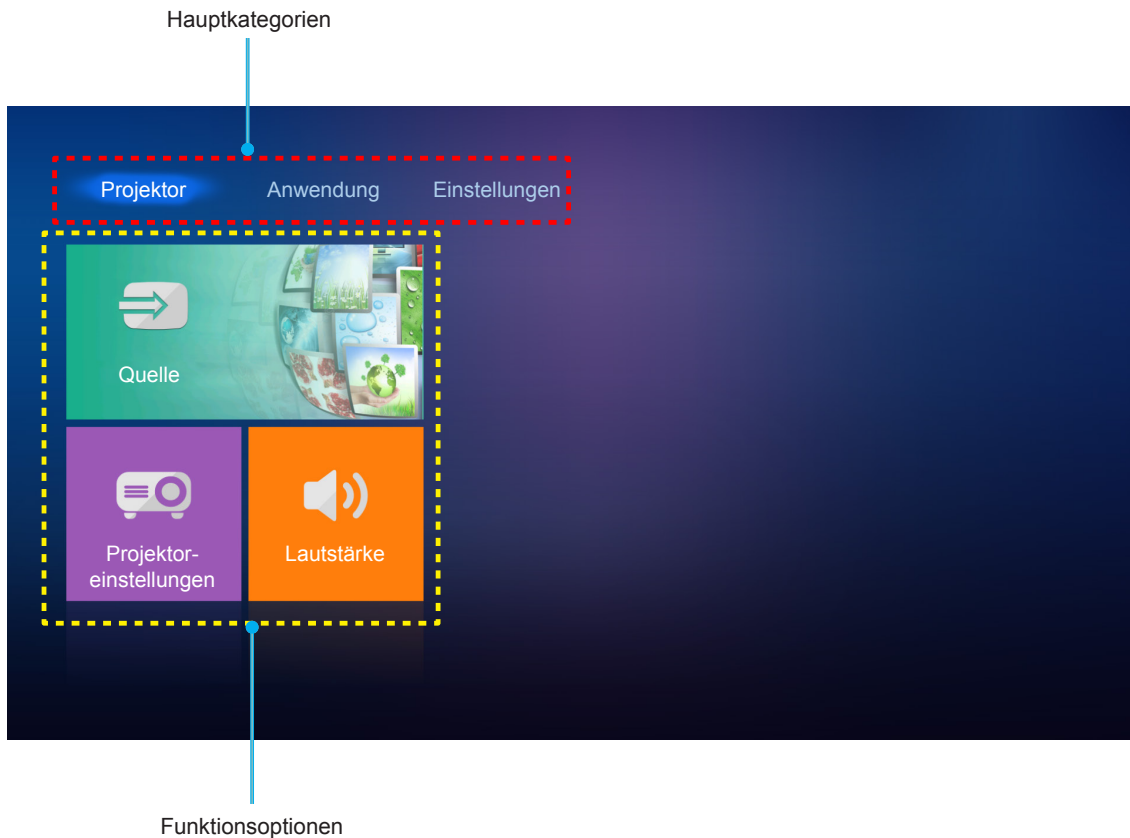 Hauptkategorien
Projektor Anwendung Einstellungen
Quelle
Projektor-
einstellungen
Lautstärke
Funktionsoptionen